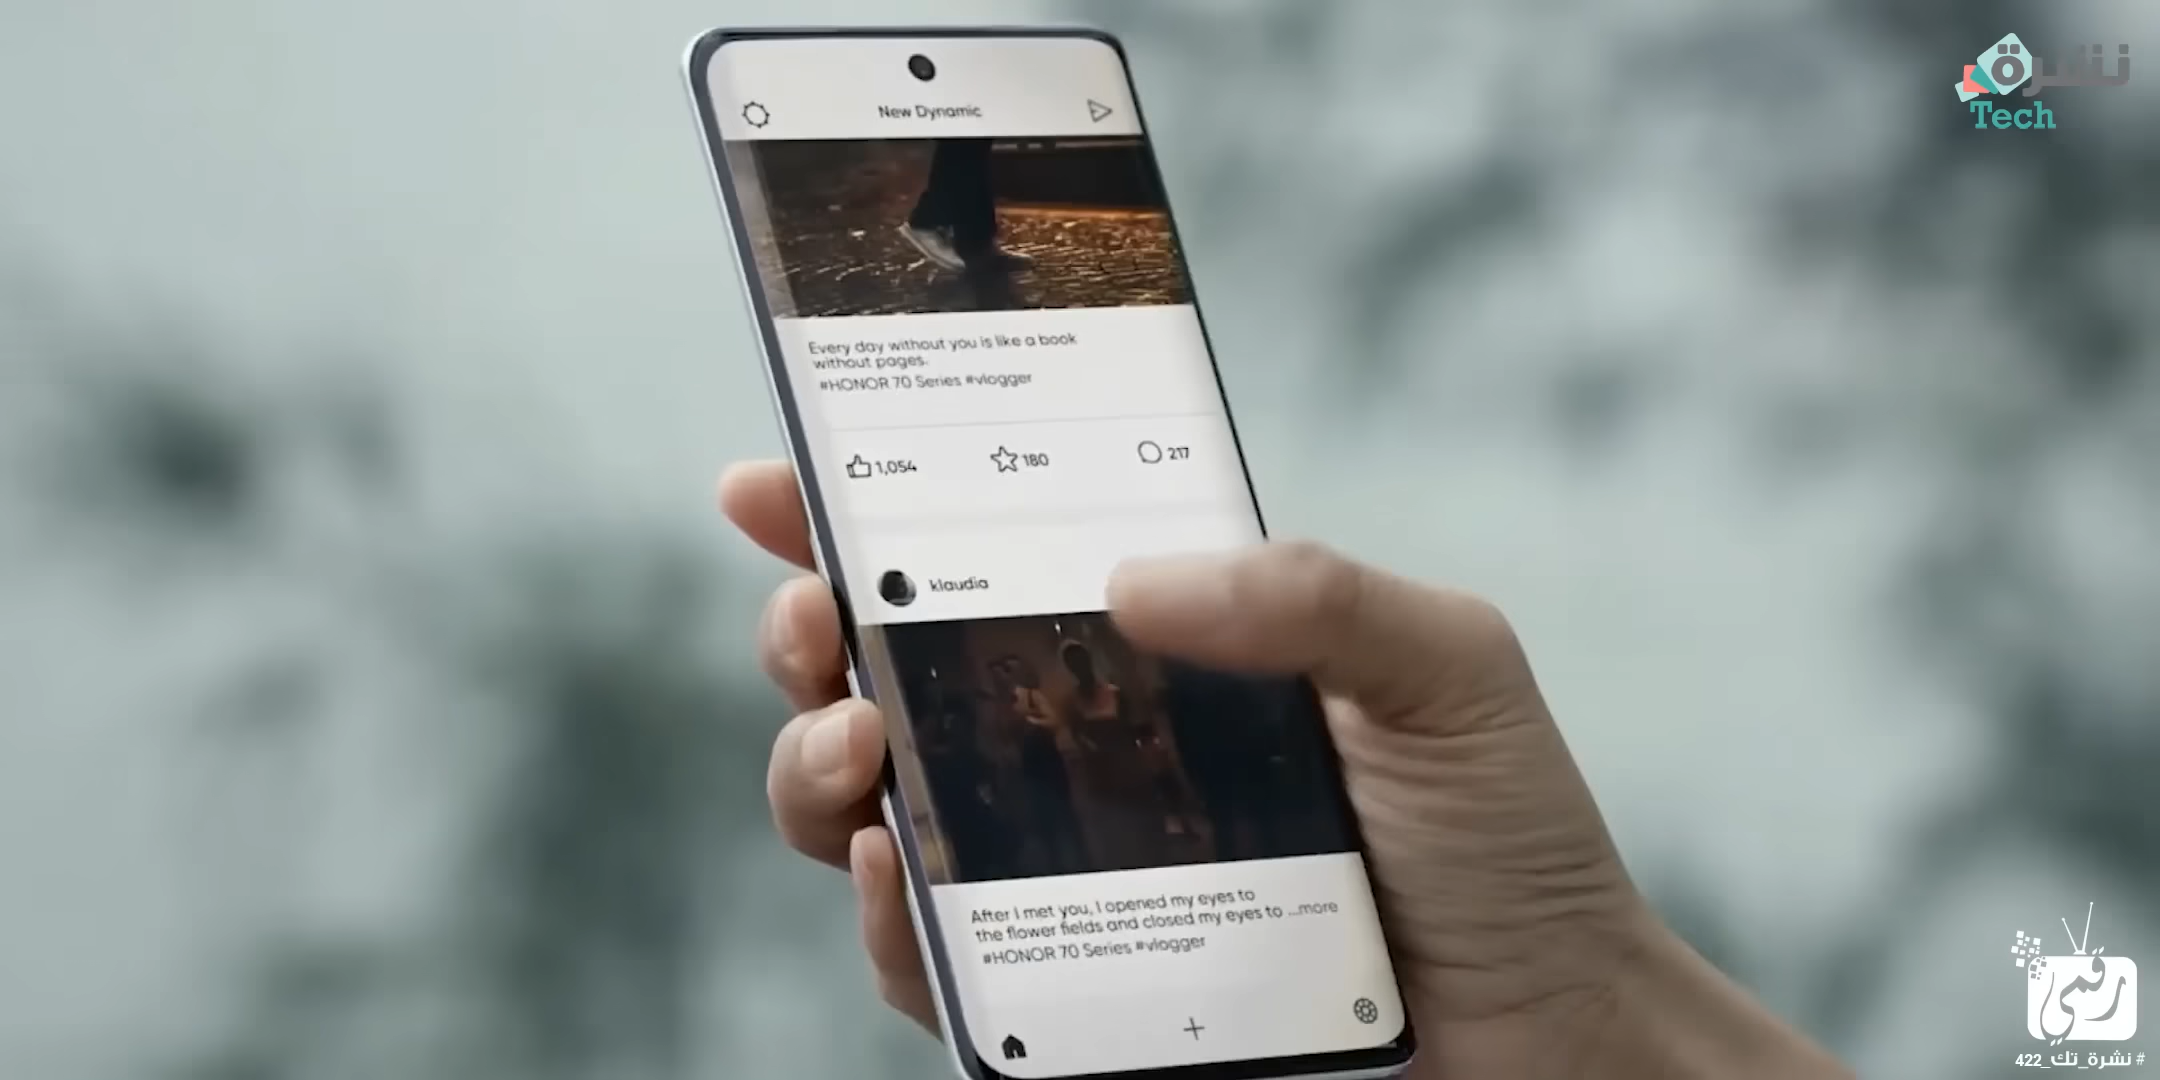 نشرة
Tech
New Dynamic
Every day without you is like a book
without pages.
#HONOR 70 Series #vlogger
1,054
180
217
klaudia
After I met you, I opened my eyes to
the flower fields and closed my eyes to ...more
#HONOR 70 Series #vlogger
رقمي
# نشرة_تك_422